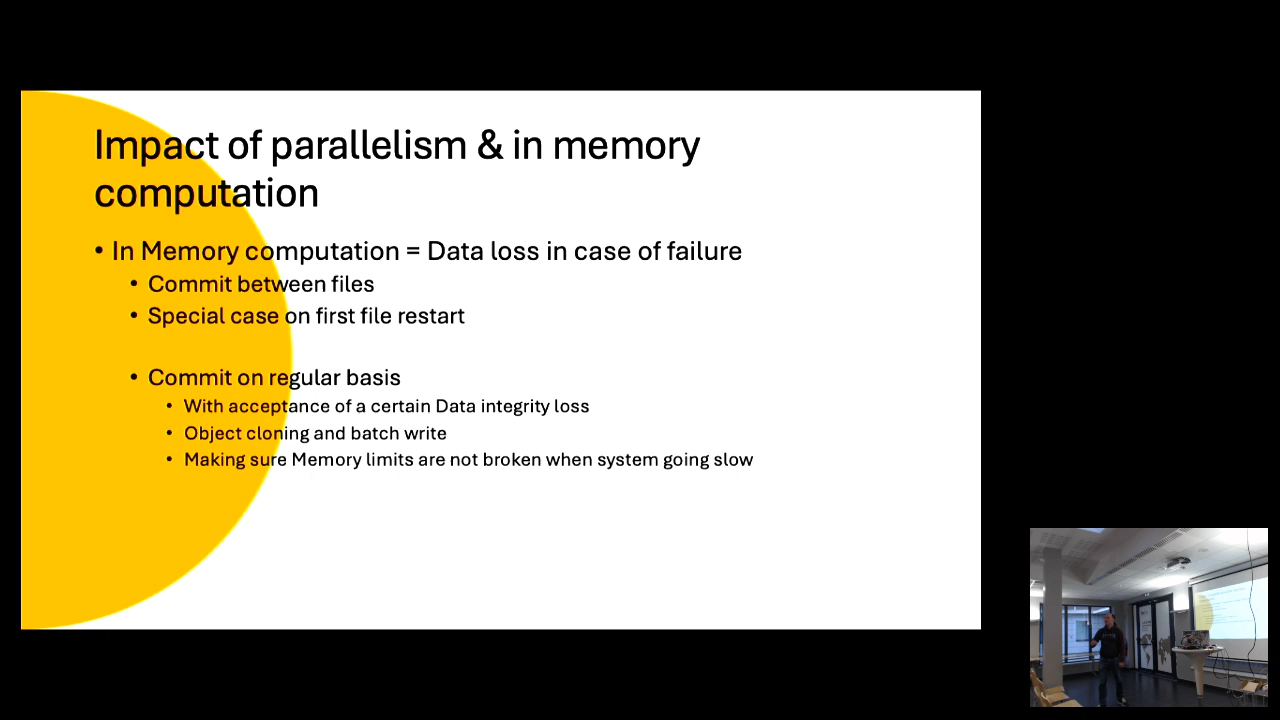 Impact of parallelism & in memory
computation
• In Memory computation = Data loss in case of failure
• Commit between files
• Special case on first file restart
• Commit on regular basis
• With acceptance of a certain Data integrity loss
• Object cloning and batch write
• Making sure Memory limits are not broken when system going slow